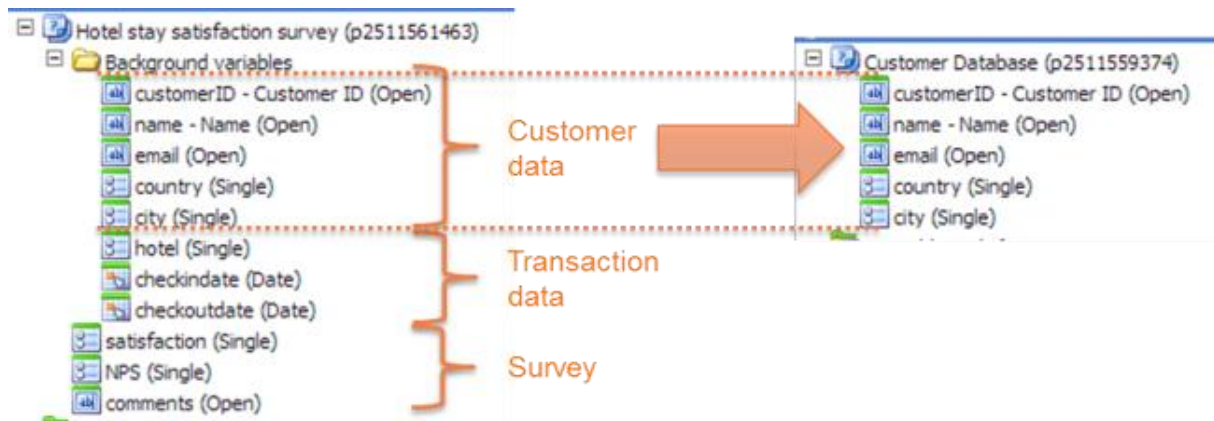 Hotel stay satisfaction survey (p2511561463)
Background variables
customerID - Customer ID (Open)
name - Name (Open)
email (Open)
country (Single)
city (Single)
hotel (Single)
checkindate (Date)
checkoutdate (Date)
satisfaction (Single)
NPS (Single)
comments (Open)
Customer
data
Transaction
data
Survey
Customer Database (p2511559374)
customerID - Customer ID (Open)
name - Name (Open)
email (Open)
country (Single)
city (Single)